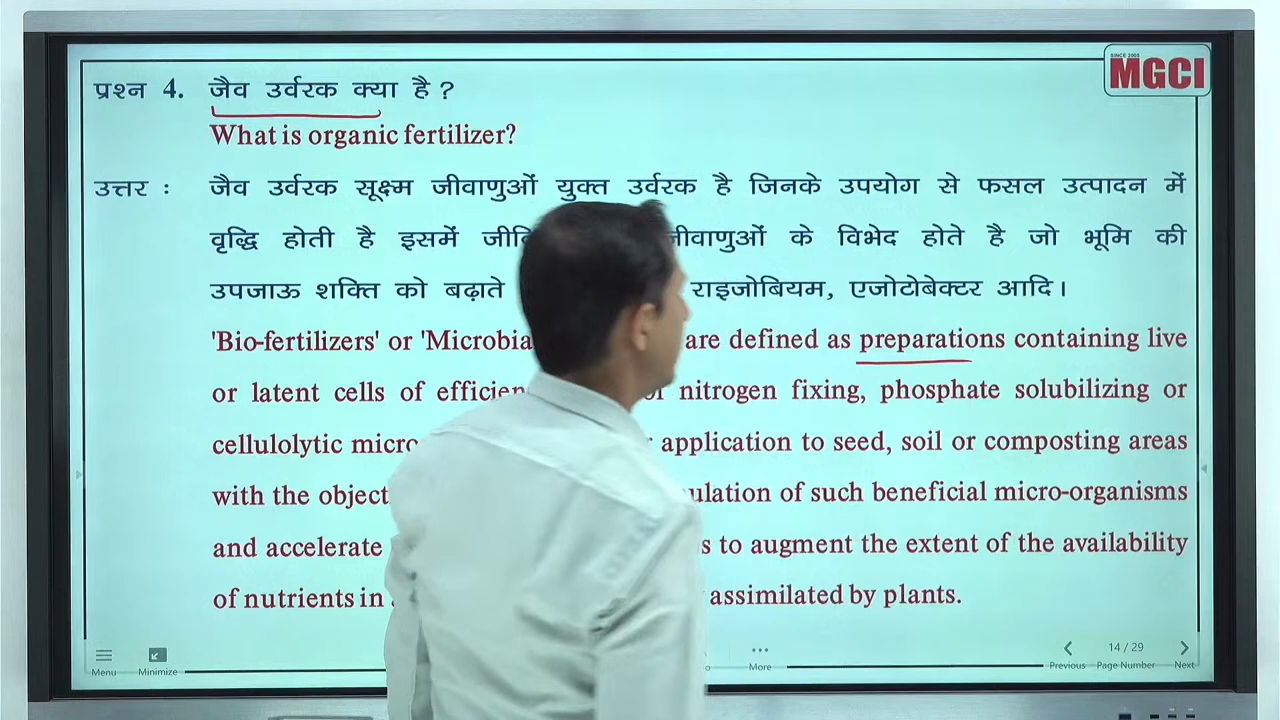 SINCE 2005
MGCI
प्रश्न 4. जैव उर्वरक क्या है ?
What is organic fertilizer?
उत्तर : जैव उर्वरक सूक्ष्म जीवाणुओं युक्त उर्वरक है जिनके उपयोग से फसल उत्पादन में
वृद्धि होती है इसमें जीवाणुओं के विभेद होते है जो भूमि की
उपजाऊ शक्ति को बढ़ाते राइजोबियम, एजोटोबेक्टर आदि।
'Bio-fertilizers' or are defined as preparations containing live
or latent cells of nitrogen fixing, phosphate solubilizing or
cellulolytic application to seed, soil or composting areas
with the of such beneficial micro-organisms
and accelerate to augment the extent of the availability
of nutrients in assimilated by plants.
Menu Minimize More Previous 14 / 29 Page Number Next